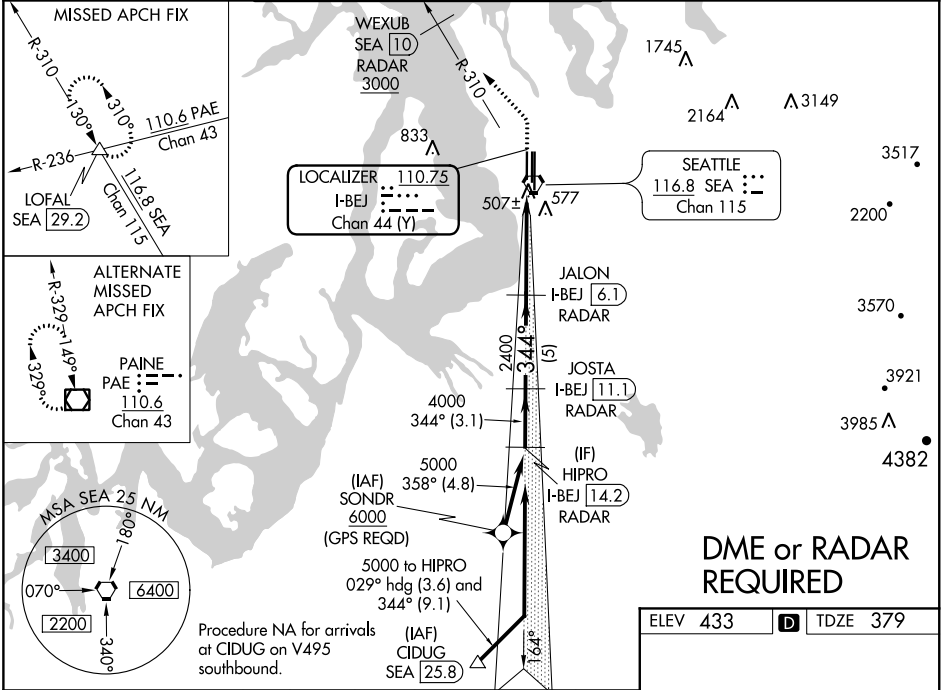 MISSED APCH FIX
R-310
130°
310°
110.6 PAE
Chan 43
R-236
LOFAL
SEA 29.2
116.8 SEA
Chan 115
ALTERNATE
MISSED
APCH FIX
R-329
149°
329°
PAINE
PAE
110.6
Chan 43
WEXUB
SEA 10
RADAR
3000
R-310
1745
2164
3149
833
3517
LOCALIZER 110.75
I-BEJ
Chan 44 (Y)
SEATTLE
116.8 SEA
Chan 115
507±
577
2200
JALON
I-BEJ 6.1
RADAR
3570
2400
344°
(5)
JOSTA
I-BEJ 11.1
RADAR
3921
4000
344° (3.1)
3985
4382
(IF)
HIPRO
I-BEJ 14.2
RADAR
5000
358° (4.8)
(IAF)
SONDR
6000
(GPS REQD)
5000 to HIPRO
029° hdg (3.6) and
344° (9.1)
(IAF)
CIDUG
SEA 25.8
164°
MSA SEA 25 NM
180°
3400
070°
6400
2200
340°
Procedure NA for arrivals
at CIDUG on V495
southbound.
DME or RADAR
REQUIRED
ELEV 433 D TDZE 379